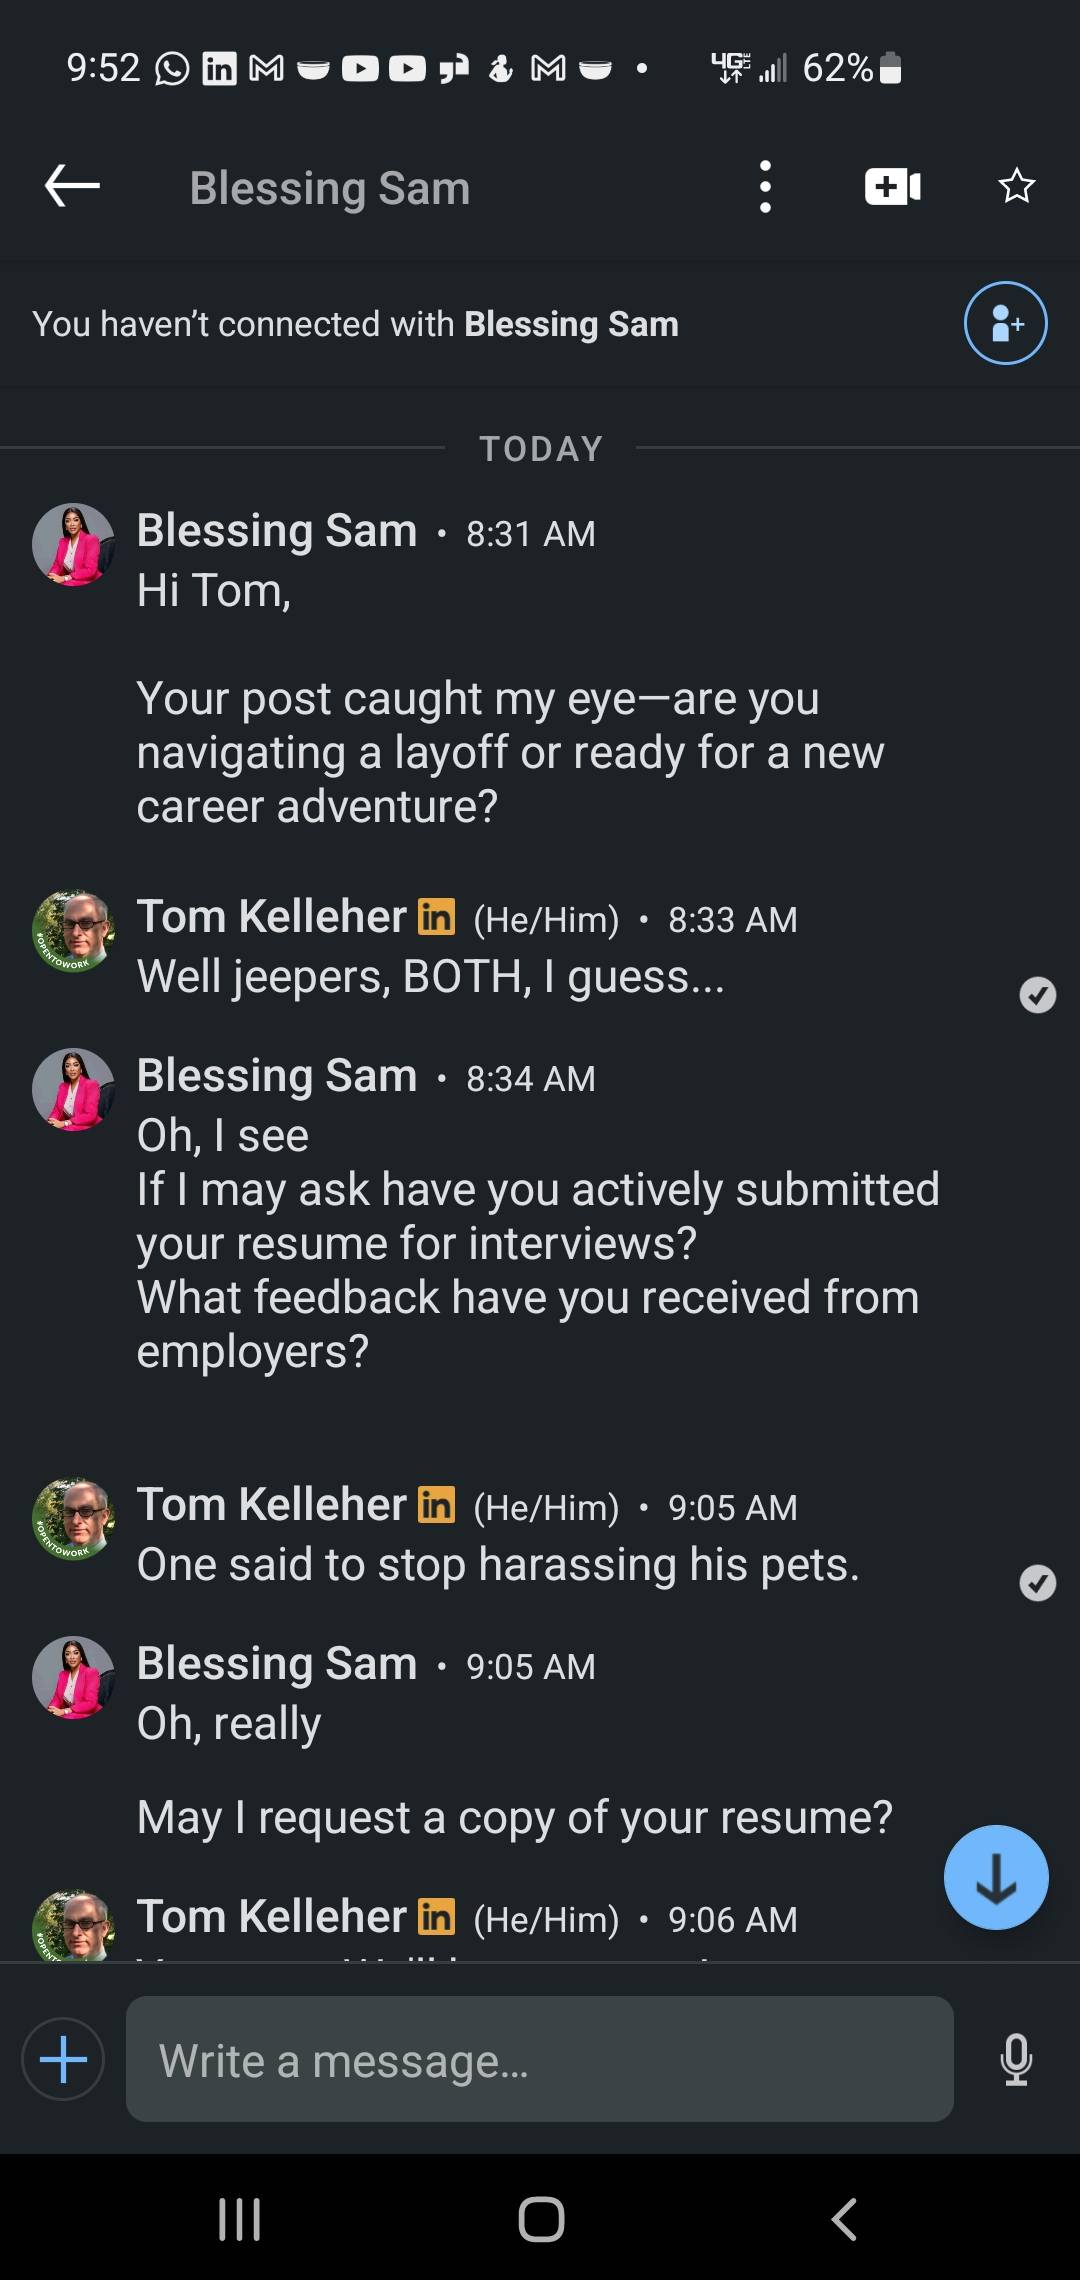 9:52 4G LTE 62%
Blessing Sam
You haven't connected with Blessing Sam
TODAY
Blessing Sam • 8:31 AM
Hi Tom,
Your post caught my eye—are you
navigating a layoff or ready for a new
career adventure?
#OPENTOWORK
Tom Kelleher in (He/Him) • 8:33 AM
Well jeepers, BOTH, I guess...
Blessing Sam • 8:34 AM
Oh, I see
If I may ask have you actively submitted
your resume for interviews?
What feedback have you received from
employers?
#OPENTOWORK
Tom Kelleher in (He/Him) • 9:05 AM
One said to stop harassing his pets.
Blessing Sam • 9:05 AM
Oh, really
May I request a copy of your resume?
Tom Kelleher in (He/Him) • 9:06 AM
Write a message...